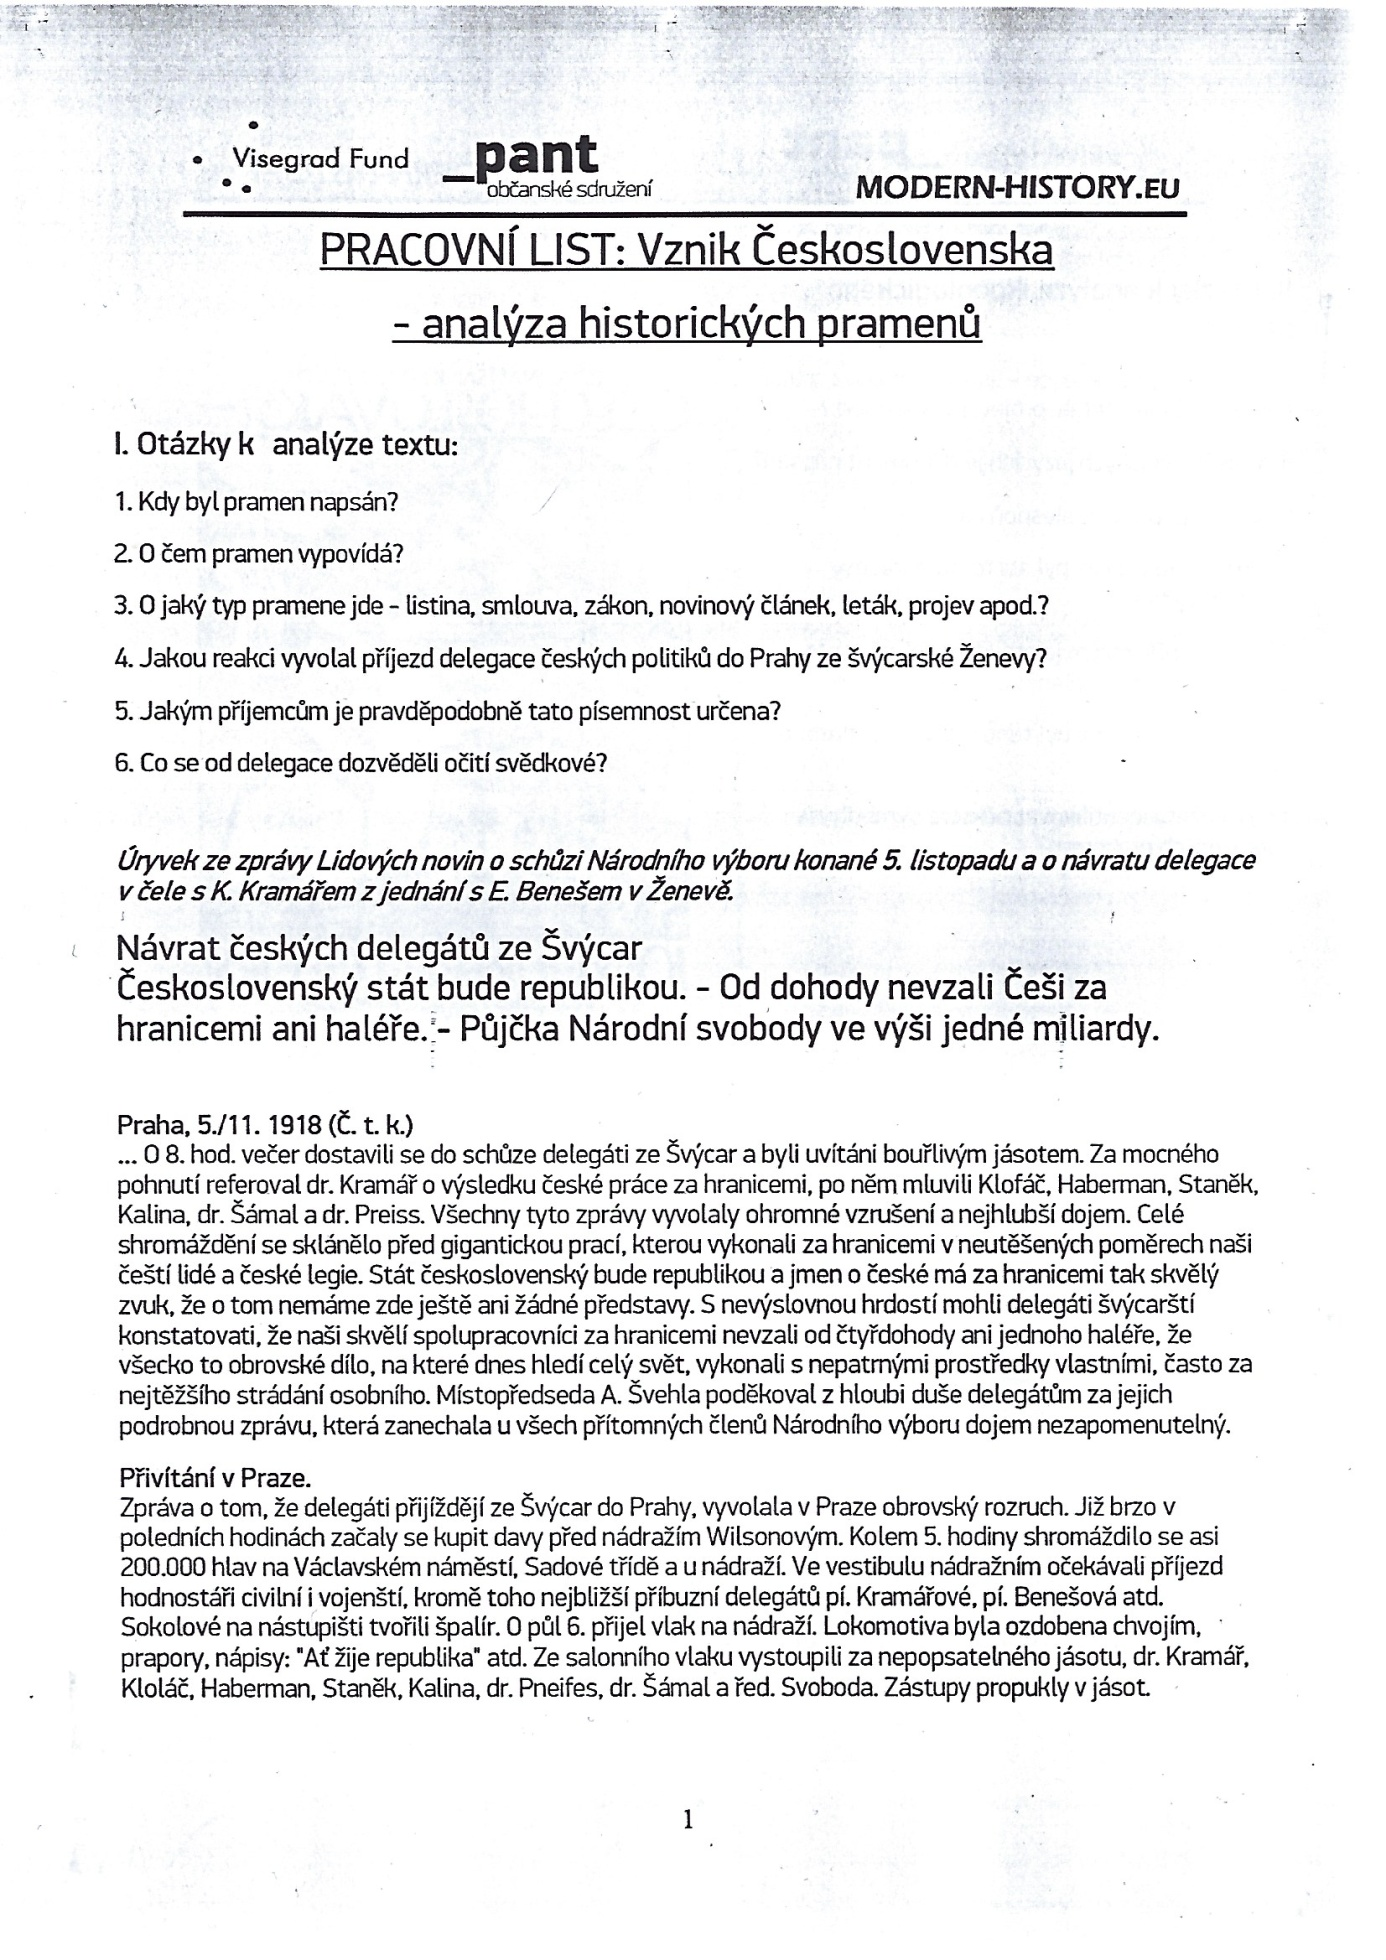 Visegrad Fund
_pant
občanské sdružení
MODERN-HISTORY.EU
PRACOVNÍ LIST: Vznik Československa
- analýza historických pramenů
I. Otázky k analýze textu:
1. Kdy byl pramen napsán?
2. O čem pramen vypovídá?
3. O jaký typ pramene jde – listina, smlouva, zákon, novinový článek, leták, projev apod.?
4. Jakou reakci vyvolal příjezd delegace českých politiků do Prahy ze švýcarské Ženevy?
5. Jakým příjemcům je pravděpodobně tato písemnost určena?
6. Co se od delegace dozvěděli očití svědkové?
Úryvek ze zprávy Lidových novin o schůzi Národního výboru konané 5. listopadu a o návratu delegace
v čele s K. Kramářem z jednání s E. Benešem v Ženevě.
Návrat českých delegátů ze Švýcar
Československý stát bude republikou. - Od dohody nevzali Češi za
hranicemi ani haléře. - Půjčka Národní svobody ve výši jedné miliardy.
Praha, 5./11. 1918 (Č. t. k.)
... O 8. hod. večer dostavili se do schůze delegáti ze Švýcar a byli uvítáni bouřlivým jásotem. Za mocného
pohnutí referoval dr. Kramář o výsledku české práce za hranicemi, po něm mluvili Klofáč, Haberman, Staněk,
Kalina, dr. Šámal a dr. Preiss. Všechny tyto zprávy vyvolaly ohromné vzrušení a nejhlubší dojem. Celé
shromáždění se sklánělo před gigantickou prací, kterou vykonali za hranicemi v neutěšených poměrech naši
čeští lidé a české legie. Stát československý bude republikou a jmen o české má za hranicemi tak skvělý
zvuk, že o tom nemáme zde ještě ani žádné představy. S nevýslovnou hrdostí mohli delegáti švýcarští
konstatovati, že naši skvělí spolupracovníci za hranicemi nevzali od čtyřdohody ani jednoho haléře, že
všecko to obrovské dílo, na které dnes hledí celý svět, vykonali s nepatrnými prostředky vlastními, často za
nejtěžšího strádání osobního. Místopředseda A. Švehla poděkoval z hloubi duše delegátům za jejich
podrobnou zprávu, která zanechala u všech přítomných členů Národního výboru dojem nezapomenutelný.
Přivítání v Praze.
Zpráva o tom, že delegáti přijíždějí ze Švýcar do Prahy, vyvolala v Praze obrovský rozruch. Již brzo v
poledních hodinách začaly se kupit davy před nádražím Wilsonovým. Kolem 5. hodiny shromáždilo se asi
200.000 hlav na Václavském náměstí, Sadové třídě a u nádraží. Ve vestibulu nádražním očekávali příjezd
hodnostáři civilní i vojenští, kromě toho nejbližší příbuzní delegátů pí. Kramářové, pí. Benešová atd.
Sokolové na nástupišti tvořili špalír. O půl 6. přijel vlak na nádraží. Lokomotiva byla ozdobena chvojím,
prapory, nápisy: "Ať žije republika" atd. Ze salonního vlaku vystoupili za nepopsatelného jásotu, dr. Kramář,
Kloláč, Haberman, Staněk, Kalina, dr. Pneifes, dr. Šámal a řed. Svoboda. Zástupy propukly v jásot.
1